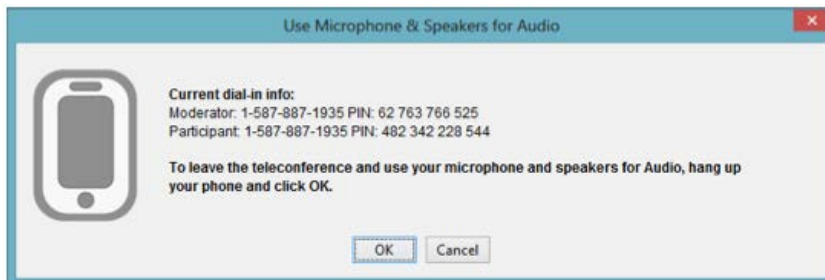 Use Microphone & Speakers for Audio
Current dial-in info:
Moderator: 1-587-887-1935 PIN: 62 763 766 525
Participant: 1-587-887-1935 PIN: 482 342 228 544
To leave the teleconference and use your microphone and speakers for Audio, hang up
your phone and click OK.
OK Cancel